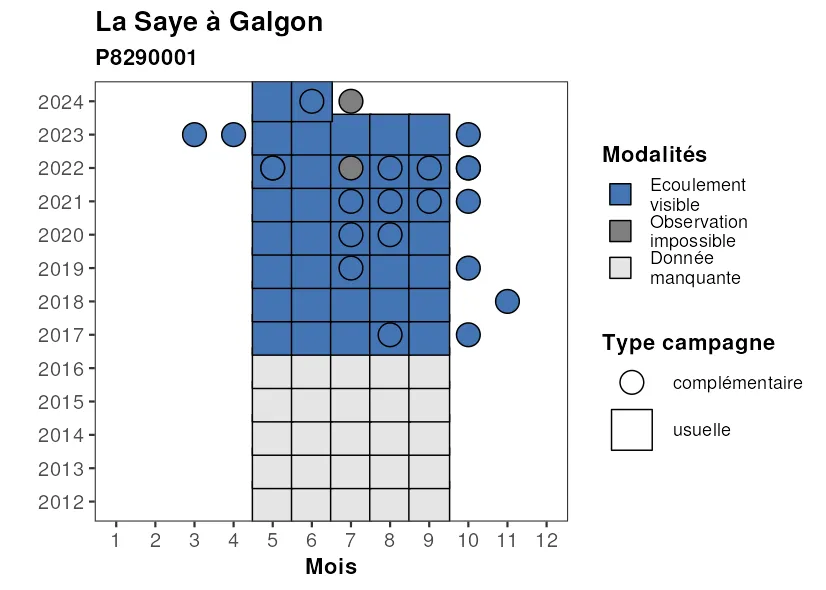 La Saye à Galgon
P8290001
2024
2023
2022
2021
2020
2019
2018
2017
2016
2015
2014
2013
2012
1 2 3 4 5 6 7 8 9 10 11 12
Mois
Modalités
Ecoulement
visible
Observation
impossible
Donnée
manquante
Type campagne
complémentaire
usuelle